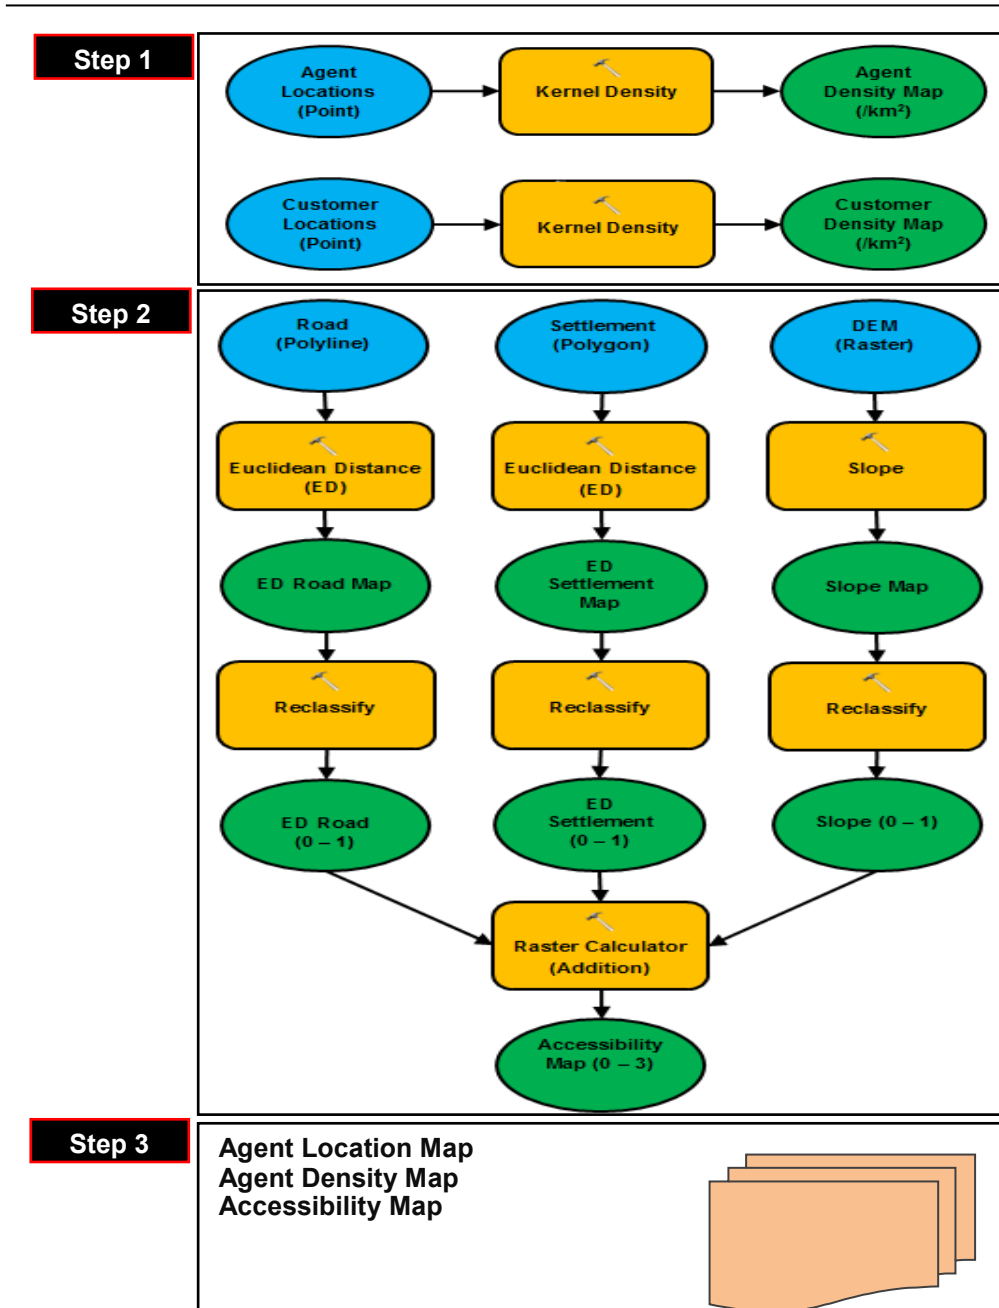 Step 1
Agent
Locations
(Point)
Kernel Density
Agent
Density Map
(/km²)
Customer
Locations
(Point)
Kernel Density
Customer
Density Map
(/km²)
Step 2
Road
(Polyline)
Settlement
(Polygon)
DEM
(Raster)
Euclidean Distance
(ED)
Euclidean Distance
(ED)
Slope
ED Road Map
ED
Settlement
Map
Slope Map
Reclassify
Reclassify
Reclassify
ED Road
(0 – 1)
ED
Settlement
(0 – 1)
Slope (0 – 1)
Raster Calculator
(Addition)
Accessibility
Map (0 – 3)
Step 3
Agent Location Map
Agent Density Map
Accessibility Map